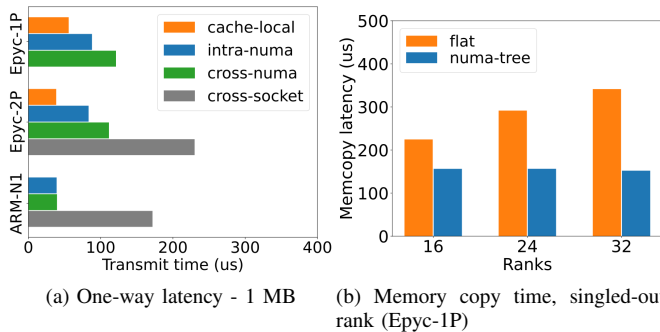 Epyc-1P
Epyc-2P
ARM-N1
cache-local
intra-numa
cross-numa
cross-socket
0 100 200 300 400
Transmit time (us)
(a) One-way latency - 1 MB
Memcopy latency (us)
500
400
300
200
100
0
flat
numa-tree
16 24 32
Ranks
(b) Memory copy time, singled-out
rank (Epyc-1P)